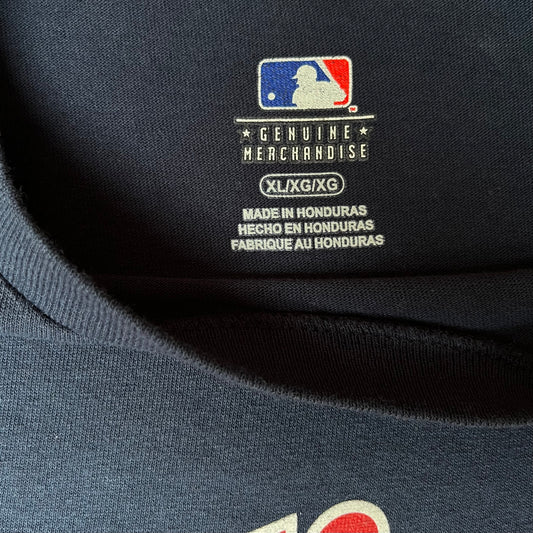 GENUINE
MERCHANDISE
XL/XG/XG
MADE IN HONDURAS
HECHO EN HONDURAS
FABRIQUE AU HONDURAS